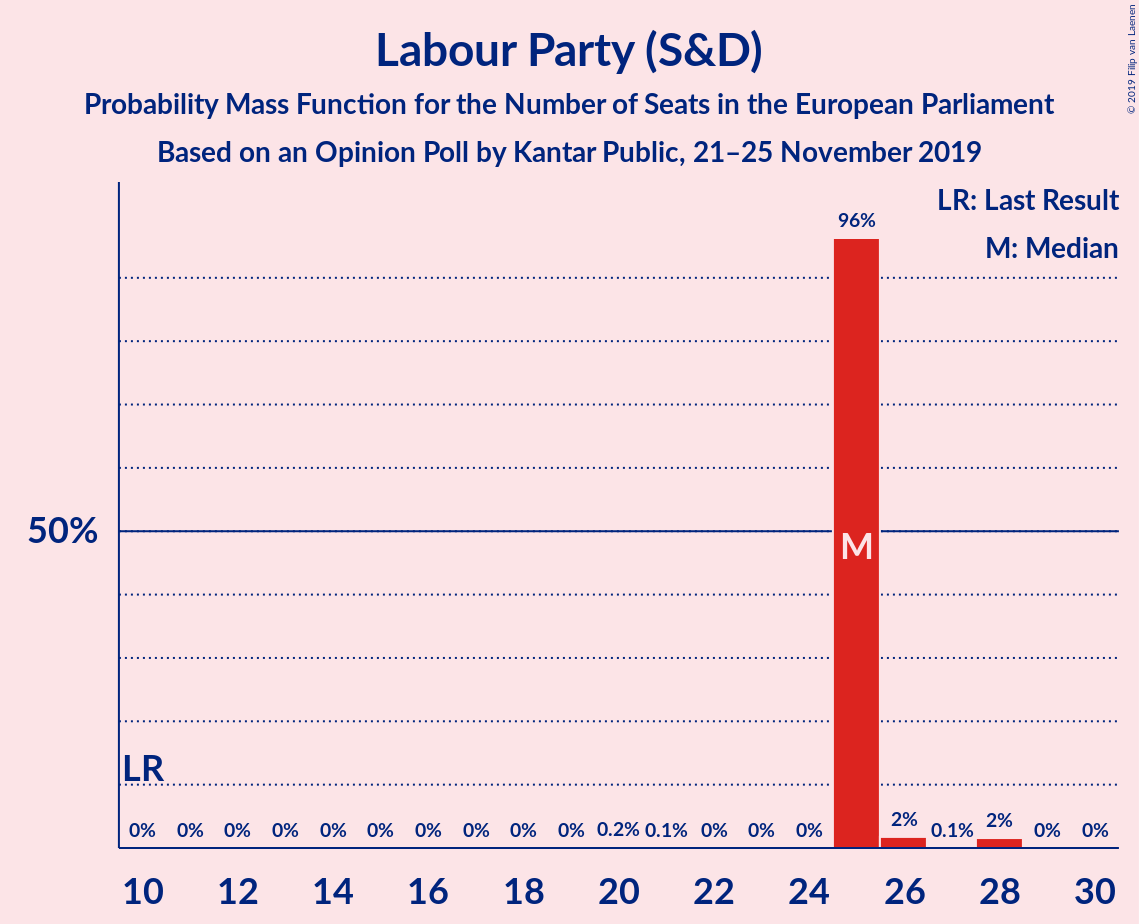 Labour Party (S&D)
Probability Mass Function for the Number of Seats in the European Parliament
Based on an Opinion Poll by Kantar Public, 21–25 November 2019
© 2019 Filip van Laenen
LR: Last Result
M: Median
96%
50%
M
LR
0% 0% 0% 0% 0% 0% 0% 0% 0% 0% 0.2% 0.1% 0% 0% 0% 2% 0.1% 2% 0% 0%
10 12 14 16 18 20 22 24 26 28 30